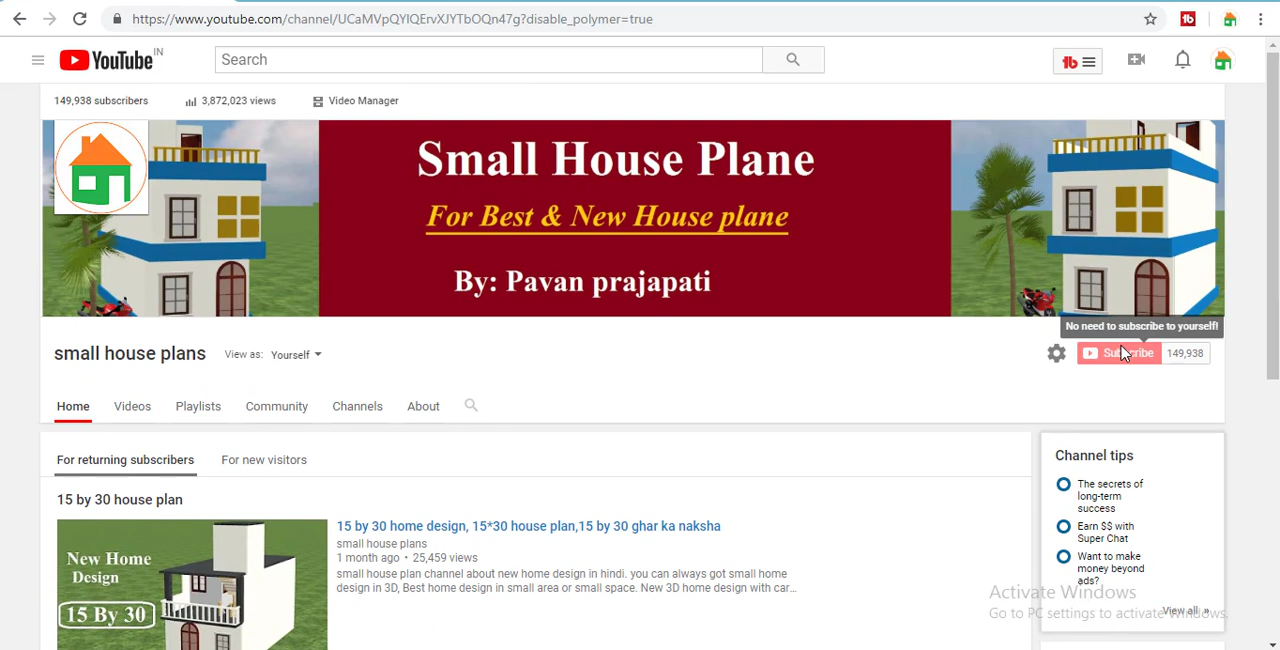 https://www.youtube.com/channel/UCaMVpQYlQErvXJYTbOQn47g?disable_polymer=true
YouTube IN
Search
149,938 subscribers
3,872,023 views
Video Manager
Small House Plane
For Best & New House plane
By: Pavan prajapati
No need to subscribe to yourself!
small house plans
View as: Yourself
Subscribe 149,938
Home
Videos
Playlists
Community
Channels
About
For returning subscribers
For new visitors
15 by 30 house plan
New Home
Design
15 By 30
15 by 30 home design, 15*30 house plan,15 by 30 ghar ka naksha
small house plans
1 month ago • 25,459 views
small house plan channel about new home design in hindi. you can always got small home
design in 3D, Best home design in small area or small space. New 3D home design with car...
Channel tips
The secrets of
long-term
success
Earn $$ with
Super Chat
Want to make
money beyond
ads?
View all »
Activate Windows
Go to PC settings to activate Windows.